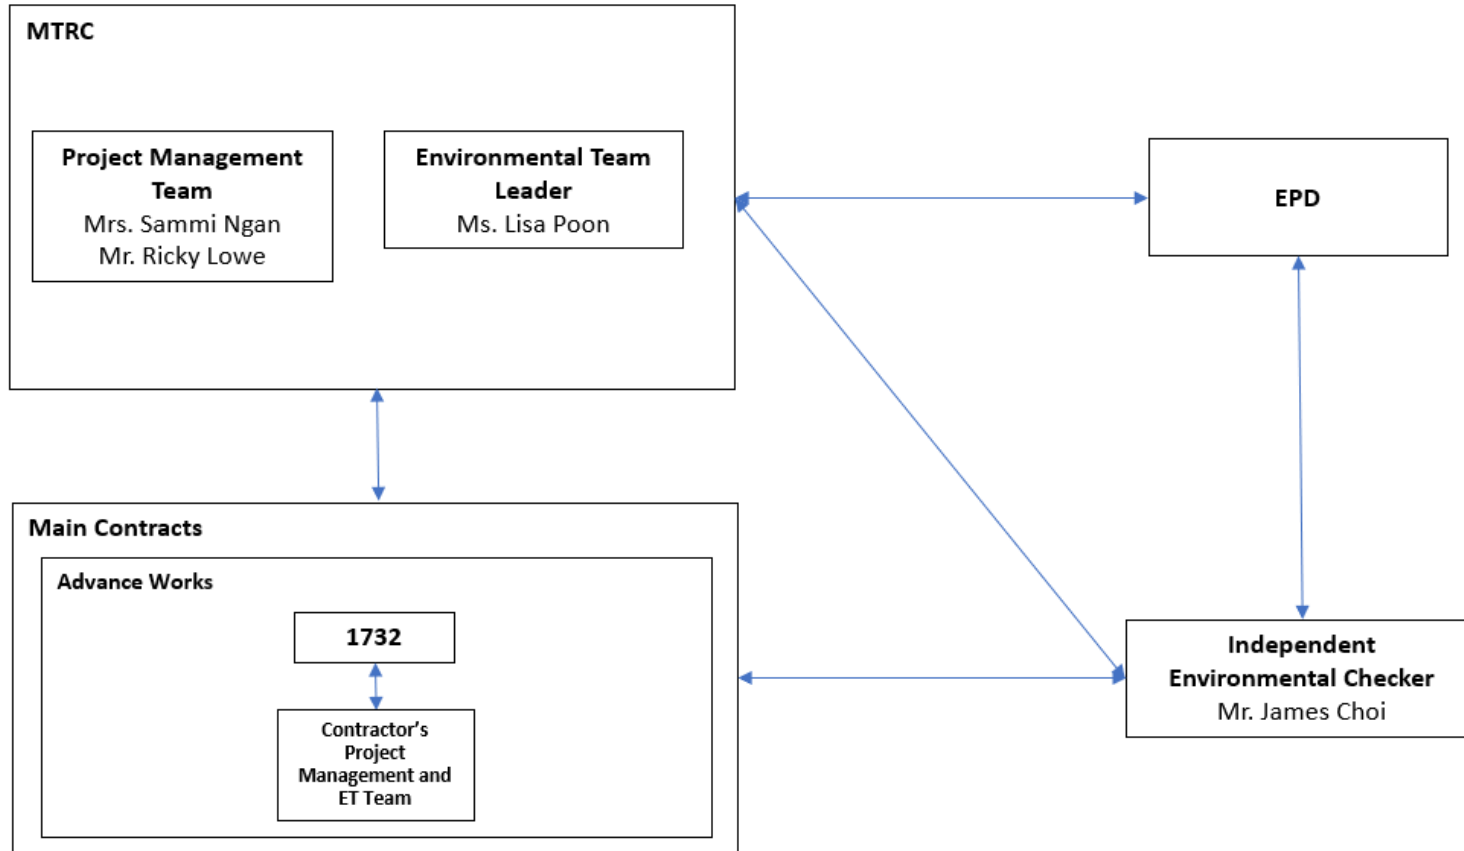 MTRC
Project Management
Team
Mrs. Sammi Ngan
Mr. Ricky Lowe
Environmental Team
Leader
Ms. Lisa Poon
EPD
Main Contracts
Advance Works
1732
Contractor’s
Project
Management and
ET Team
Independent
Environmental Checker
Mr. James Choi